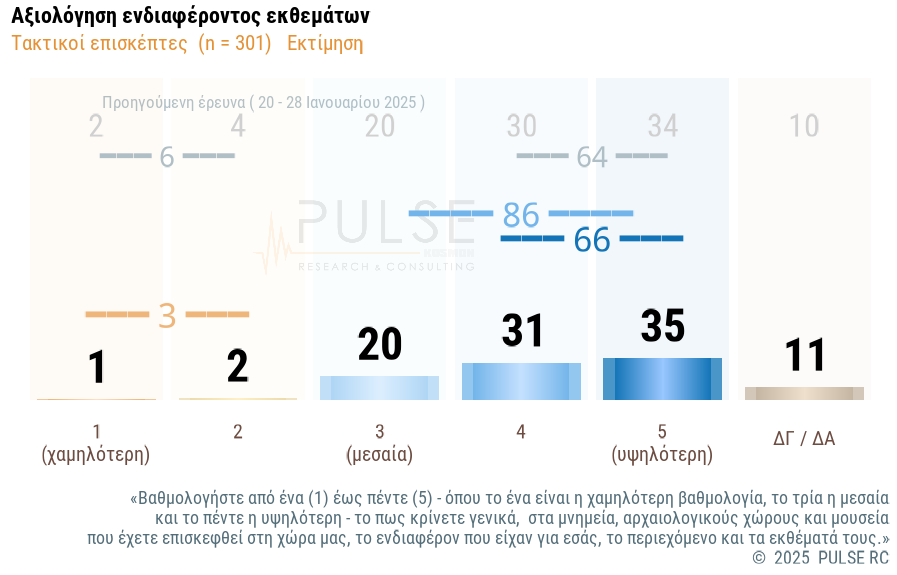 Αξιολόγηση ενδιαφέροντος εκθεμάτων
Τακτικοί επισκέπτες (n = 301) Εκτίμηση
Προηγούμενη έρευνα ( 20 - 28 Ιανουαρίου 2025 )
2 4 20 30 34 10
6 64
PULSE
86
66
RESEARCH & CONSULTING
3
1 2 20 31 35 11
1 2 3 4 5 ΔΓ / ΔΑ
(χαμηλότερη) (μεσαία) (υψηλότερη)
«Βαθμολογήστε από ένα (1) έως πέντε (5) - όπου το ένα είναι η χαμηλότερη βαθμολογία, το τρία η μεσαία
και το πέντε η υψηλότερη - το πως κρίνετε γενικά, στα μνημεία, αρχαιολογικούς χώρους και μουσεία
που έχετε επισκεφθεί στη χώρα μας, το ενδιαφέρον που είχαν για εσάς, το περιεχόμενο και τα εκθέματά τους.»
© 2025 PULSE RC